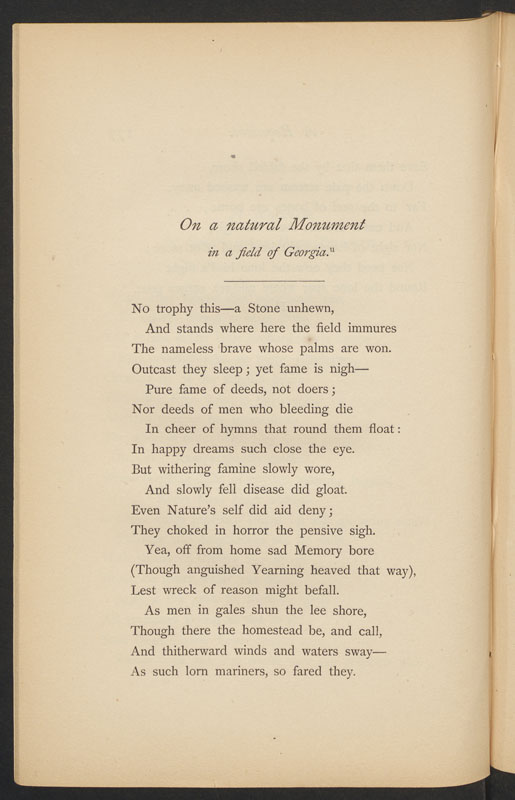 On a natural Monument
in a field of Georgia.u
No trophy this—a Stone unhewn,
And stands where here the field immures
The nameless brave whose palms are won.
Outcast they sleep; yet fame is nigh—
Pure fame of deeds, not doers;
Nor deeds of men who bleeding die
In cheer of hymns that round them float:
In happy dreams such close the eye.
But withering famine slowly wore,
And slowly fell disease did gloat.
Even Nature's self did aid deny;
They choked in horror the pensive sigh.
Yea, off from home sad Memory bore
(Though anguished Yearning heaved that way),
Lest wreck of reason might befall.
As men in gales shun the lee shore,
Though there the homestead be, and call,
And thitherward winds and waters sway—
As such lorn mariners, so fared they.